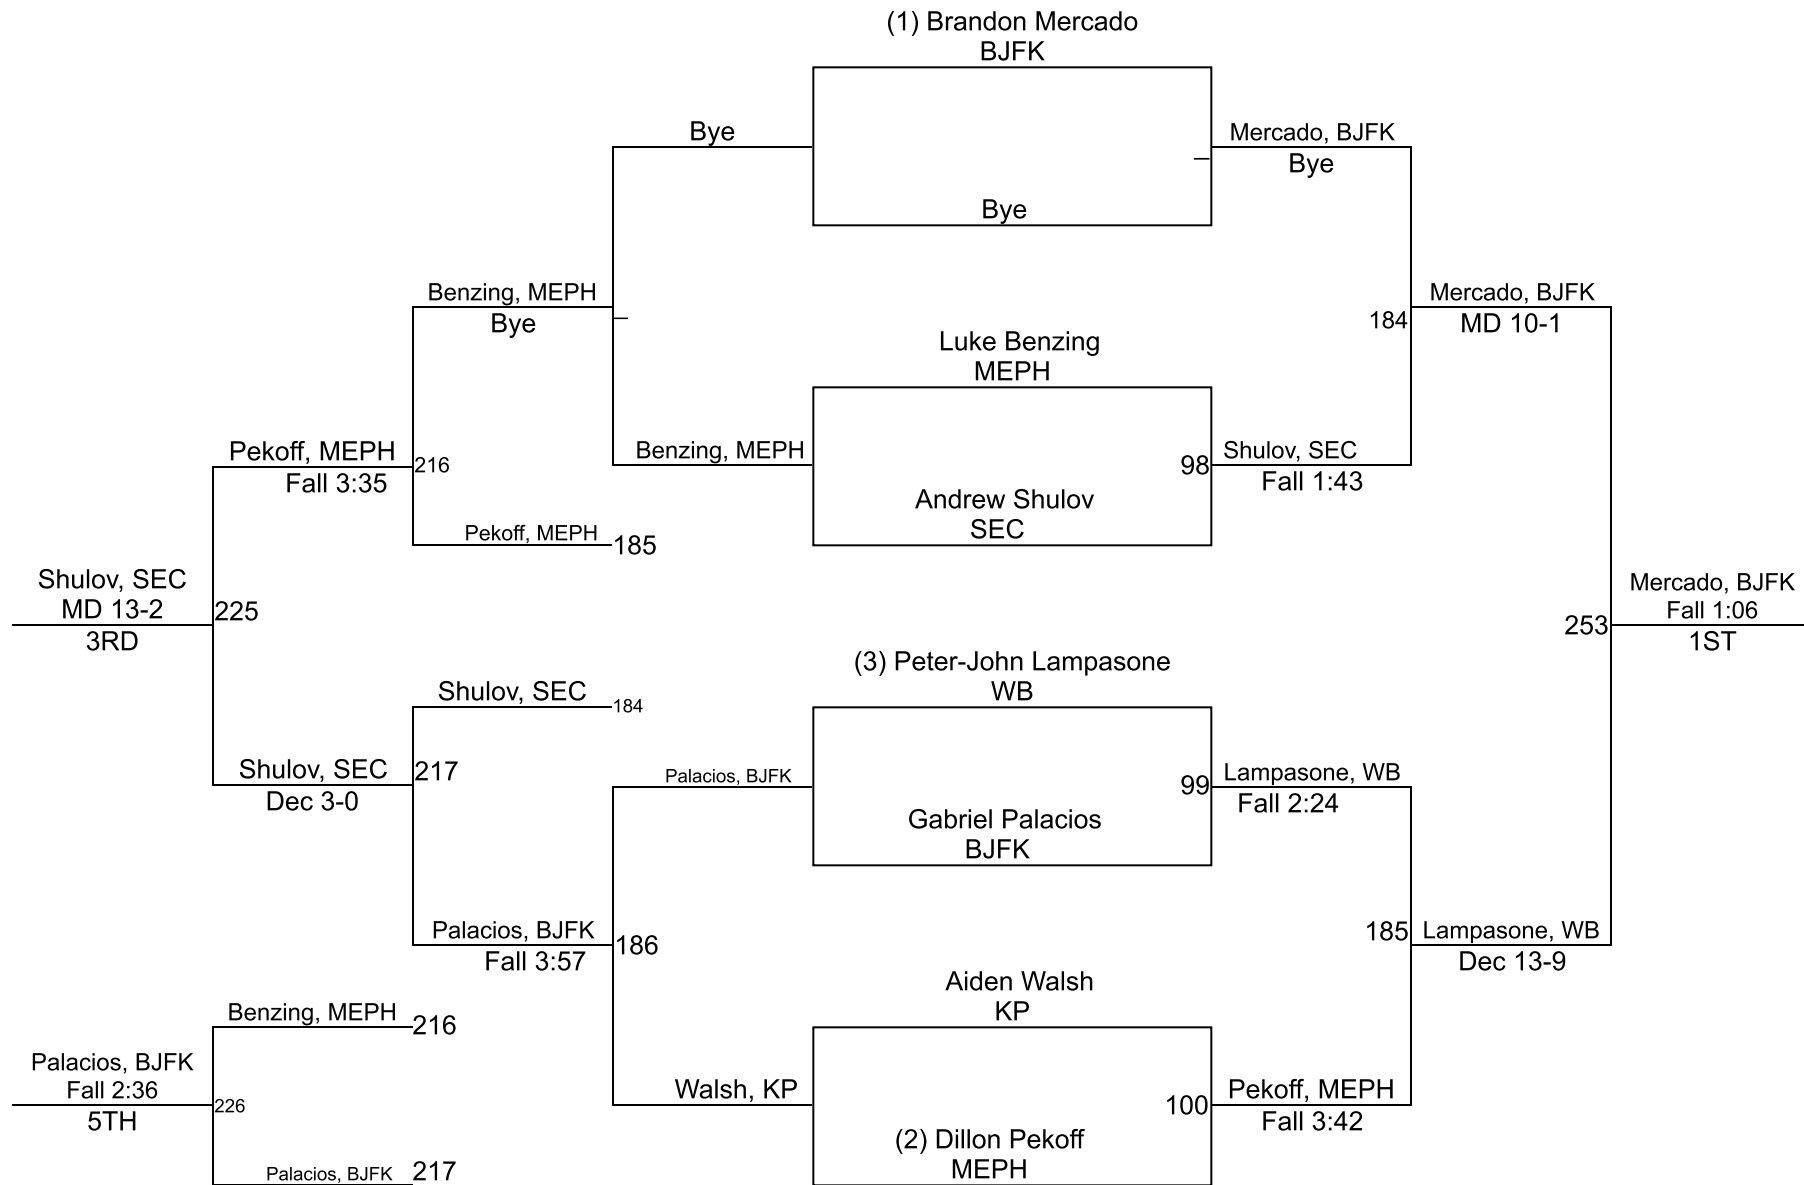 (1) Brandon Mercado
BJFK
Bye
Mercado, BJFK
Bye
Bye
Benzing, MEPH
Bye
Mercado, BJFK
184
MD 10-1
Luke Benzing
MEPH
Pekoff, MEPH
216
Fall 3:35
Benzing, MEPH
98
Shulov, SEC
Fall 1:43
Andrew Shulov
SEC
Pekoff, MEPH
185
Shulov, SEC
MD 13-2
225
3RD
Mercado, BJFK
Fall 1:06
253
1ST
(3) Peter-John Lampasone
WB
Shulov, SEC
184
Shulov, SEC
217
Dec 3-0
Palacios, BJFK
99
Lampasone, WB
Fall 2:24
Gabriel Palacios
BJFK
Palacios, BJFK
186
Fall 3:57
185
Lampasone, WB
Dec 13-9
Aiden Walsh
KP
Benzing, MEPH
216
Palacios, BJFK
Fall 2:36
226
5TH
Walsh, KP
100
Pekoff, MEPH
Fall 3:42
(2) Dillon Pekoff
MEPH
Palacios, BJFK
217